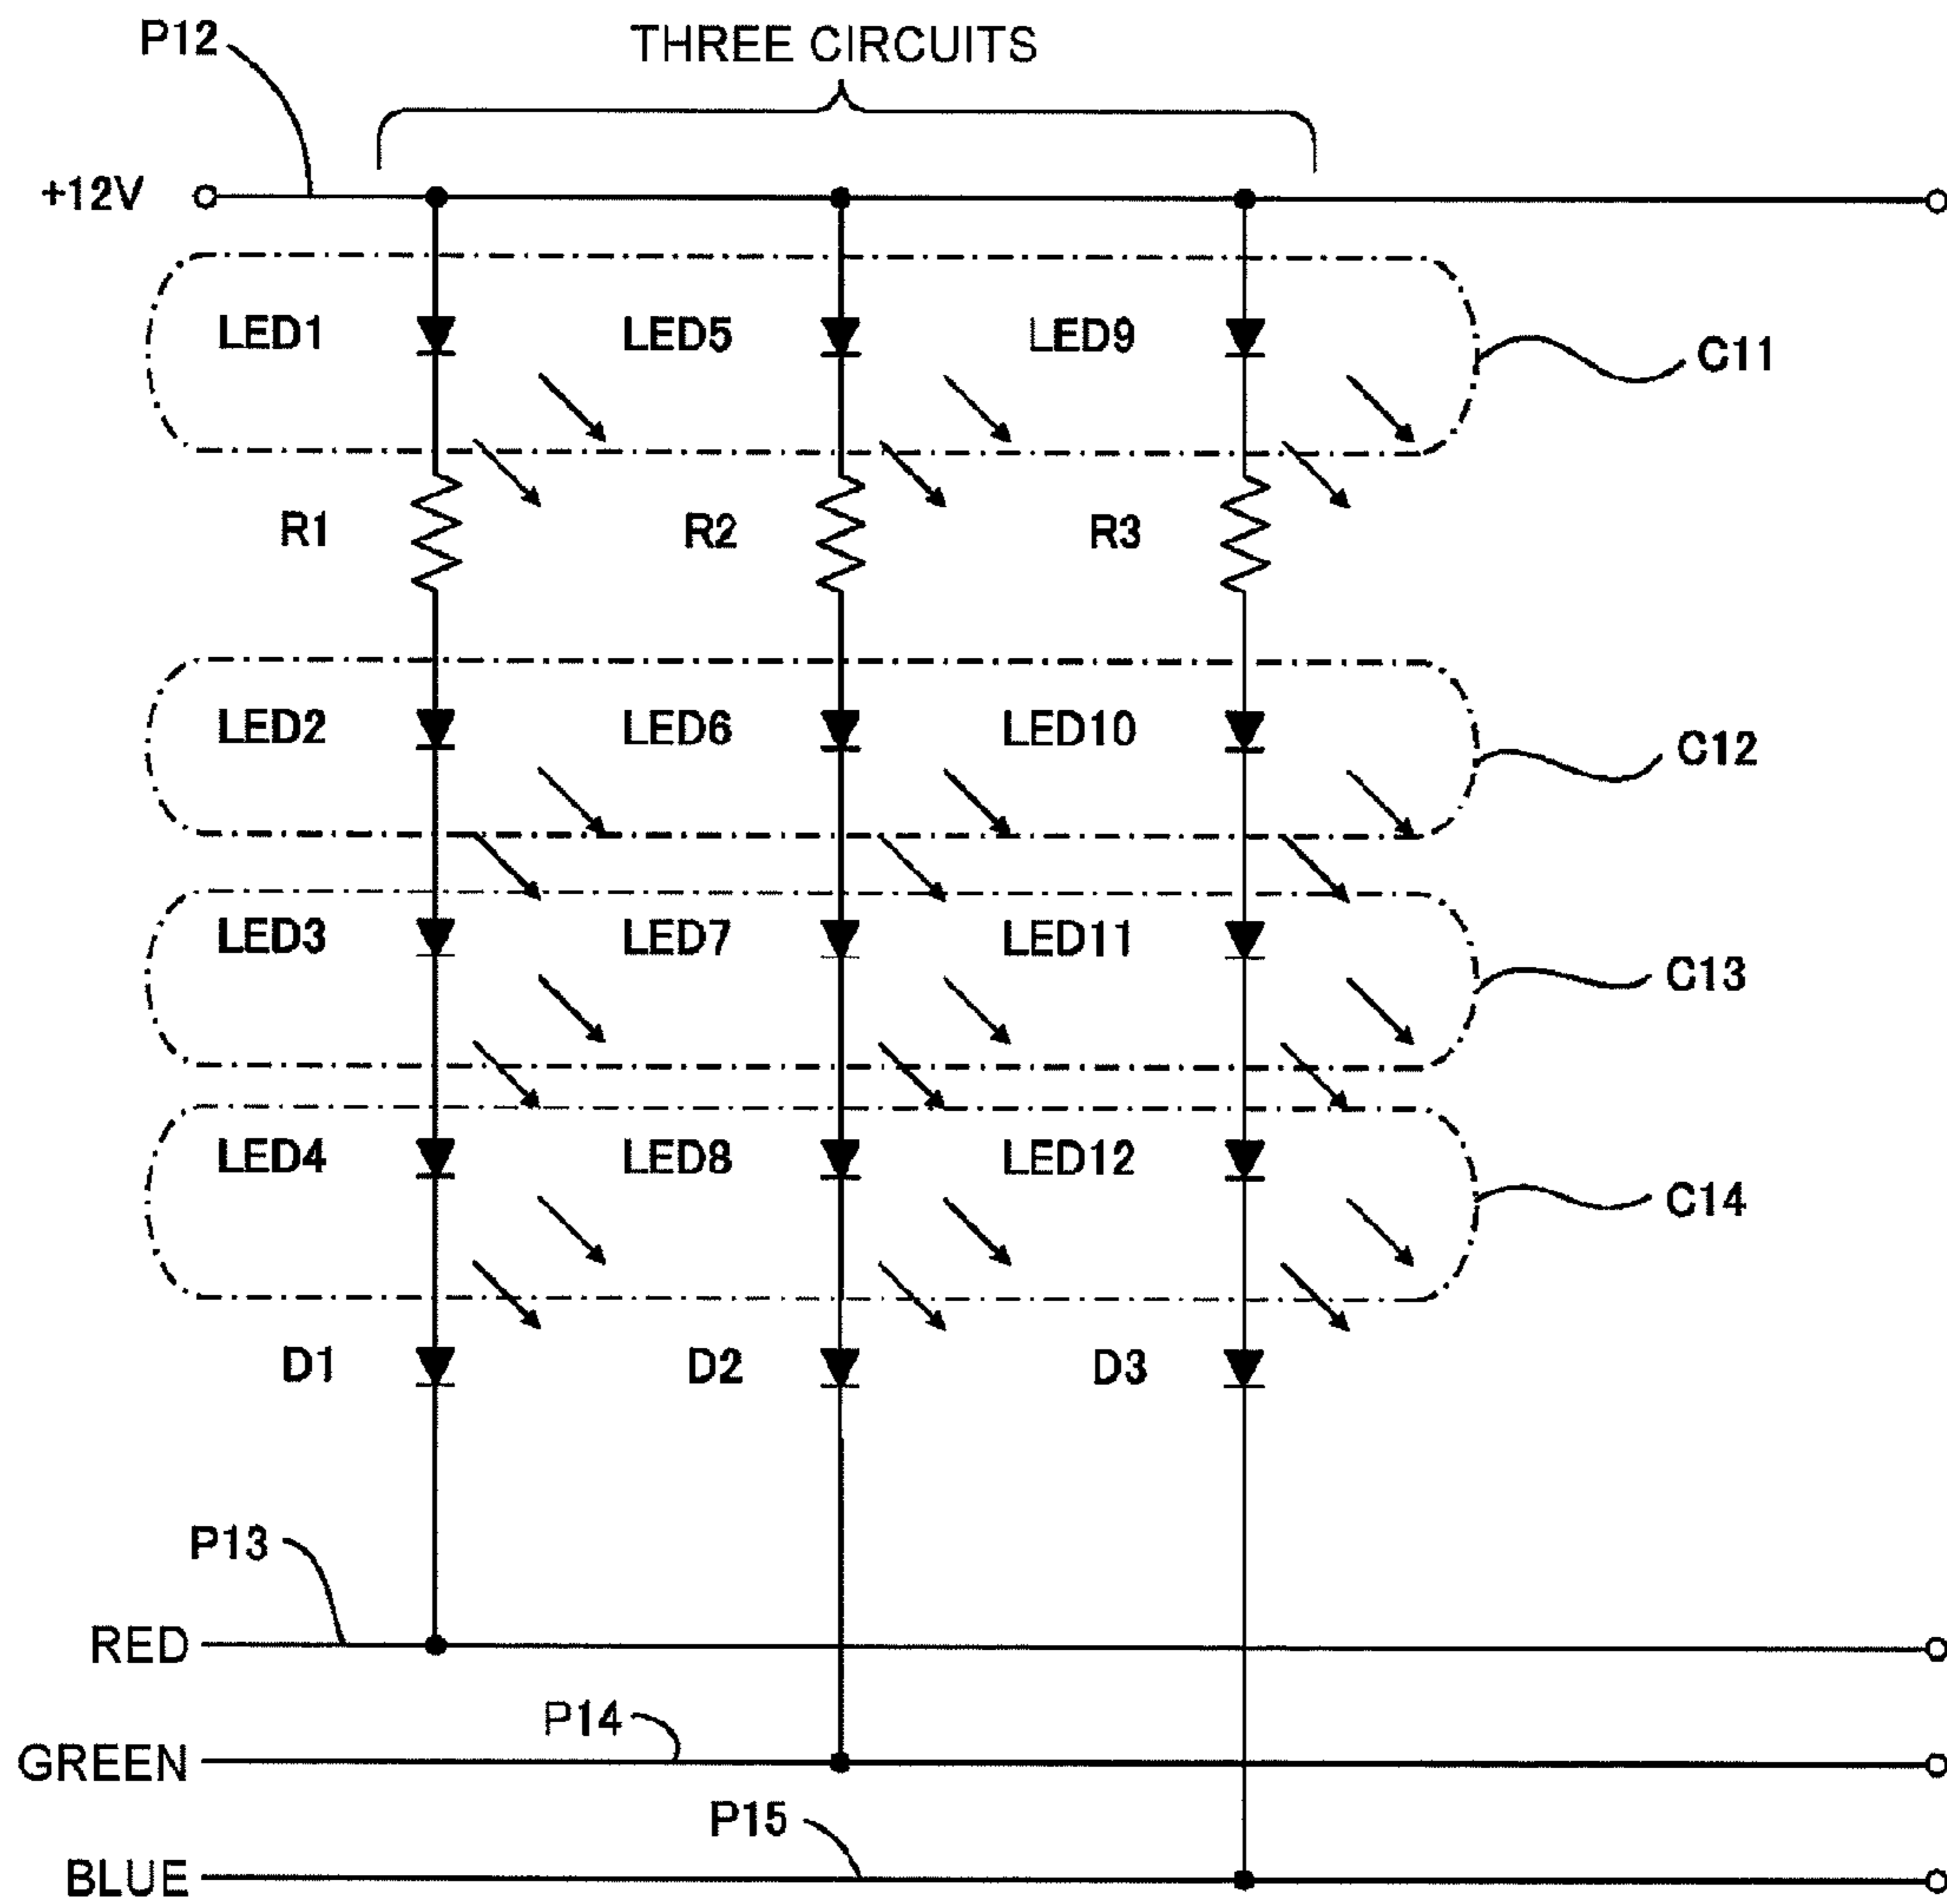 P12
THREE CIRCUITS
+12V
LED1 LED5 LED9 C11
R1 R2 R3
LED2 LED6 LED10 C12
LED3 LED7 LED11 C13
LED4 LED8 LED12 C14
D1 D2 D3
P13
RED
P14
GREEN
P15
BLUE